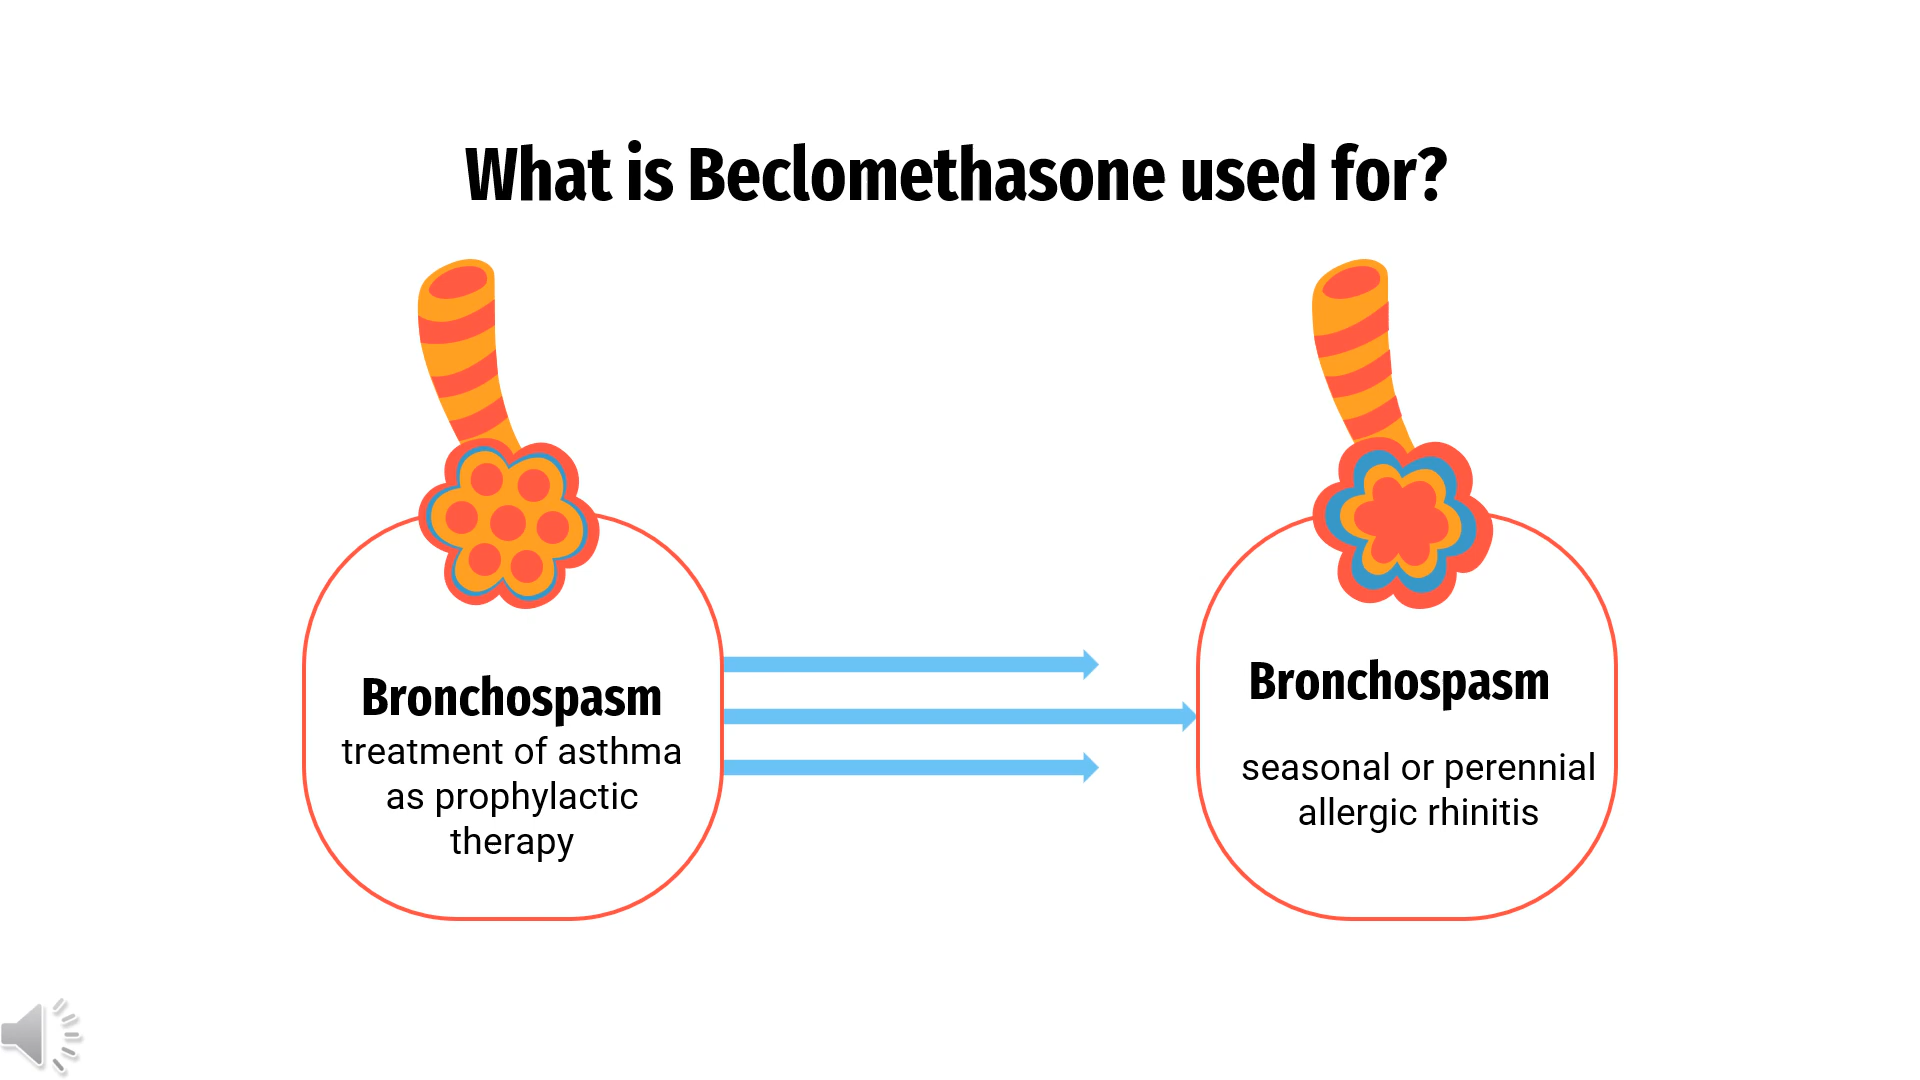 What is Beclomethasone used for?
Bronchospasm
treatment of asthma
as prophylactic
therapy
Bronchospasm
seasonal or perennial
allergic rhinitis